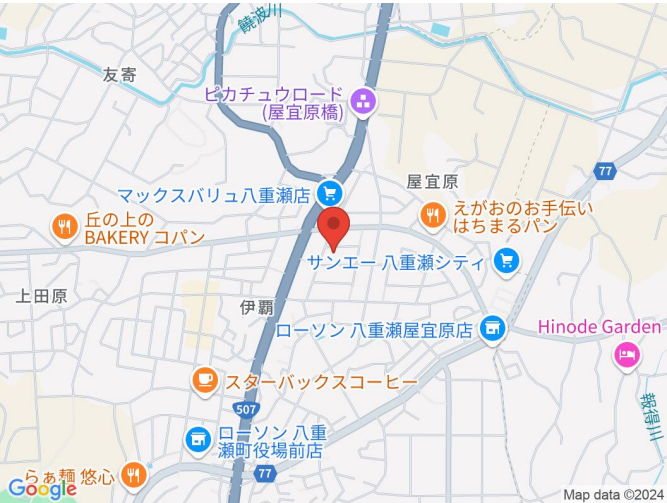 饒波川
友寄
ピカチュウロード
(屋宜原橋)
77
屋宜原
マックスバリュ八重瀬店
えがおのお手伝い
はちまるパン
丘の上の
BAKERY コパン
サンエー 八重瀬シティ
上田原
伊覇
ローソン 八重瀬屋宜原店
Hinode Garden
スターバックスコーヒー
507
報得川
ローソン 八重
瀬町役場前店
77
らぁ麺 悠心
Google
Map data ©2024